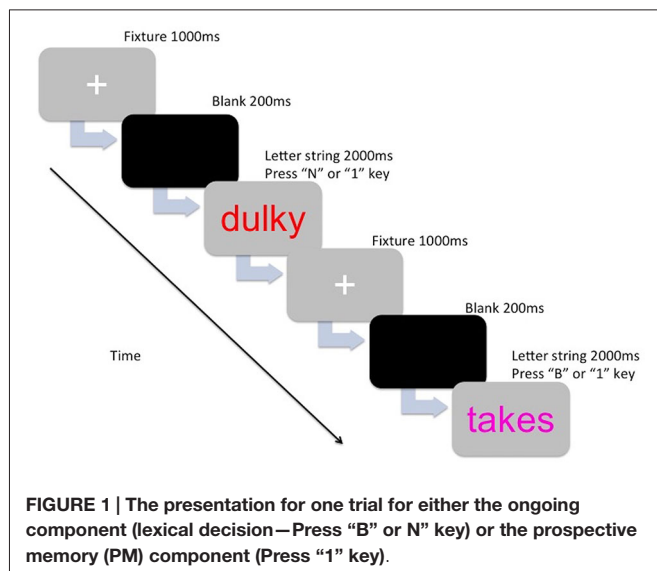 Fixture 1000ms
+
Blank 200ms
Letter string 2000ms
Press “N” or “1” key
dulky
Fixture 1000ms
+
Blank 200ms
Time
Letter string 2000ms
Press “B” or “1” key
takes
FIGURE 1 | The presentation for one trial for either the ongoing
component (lexical decision—Press “B” or N” key) or the prospective
memory (PM) component (Press “1” key).